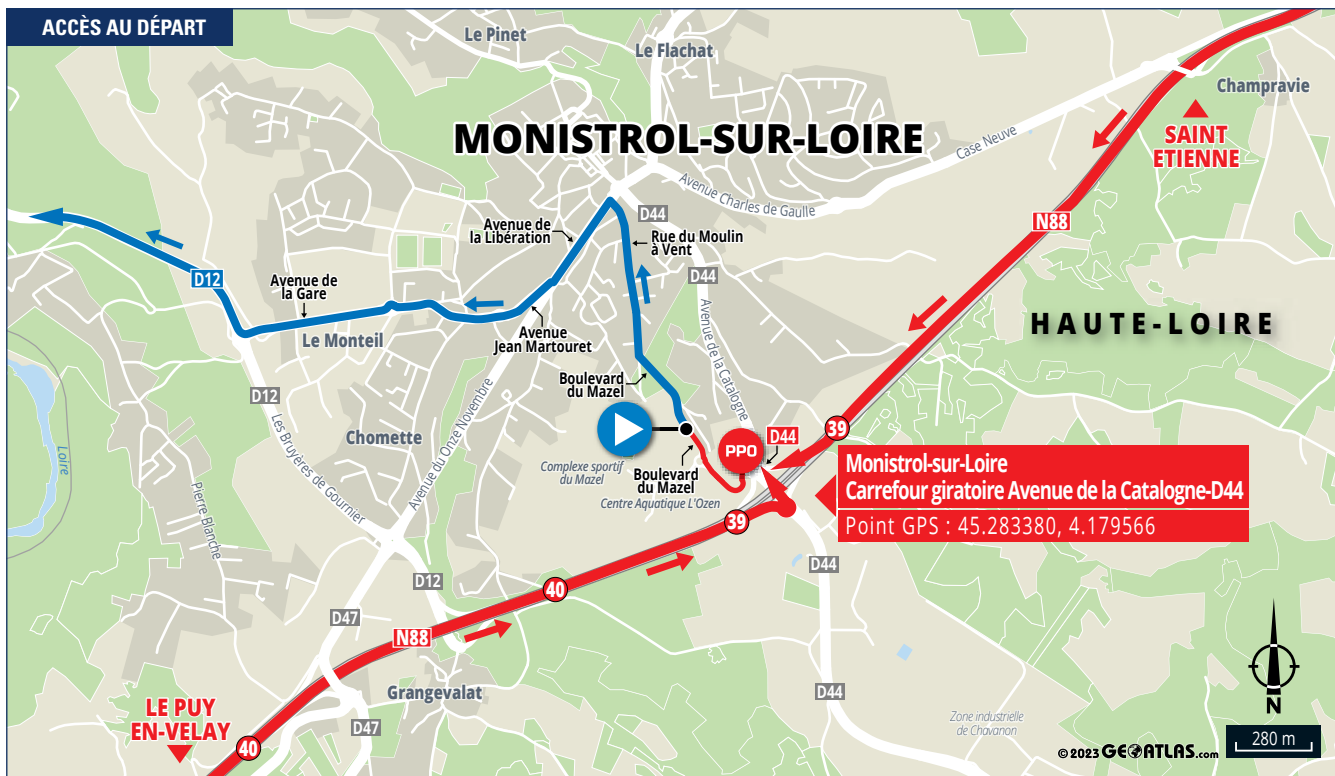 ACCÈS AU DÉPART
Le Pinet
Le Flachat
Champravie
MONISTROL-SUR-LOIRE
Case Neuve
SAINT
ETIENNE
Avenue Charles de Gaulle
D44
N88
Avenue de
la Libération
Rue du Moulin
à Vent
D44
D12
Avenue de
la Gare
Avenue de la Catalogne
HAUTE-LOIRE
Le Monteil
Avenue
Jean Martouret
Boulevard
du Mazel
D12
Les Bruyères de Gournier
Chomette
Avenue du Onze Novembre
39
D44
PPO
Loire
Pierre Blanche
Complexe sportif
du Mazel
Boulevard
du Mazel
Centre Aquatique L'Ozen
Monistrol-sur-Loire
Carrefour giratoire Avenue de la Catalogne-D44
Point GPS : 45.283380, 4.179566
39
D44
D12
40
D47
N88
Grangevalat
D44
LE PUY
EN-VELAY
D47
40
Zone industrielle
de Chavanon
N
280 m
© 2023 GEOATLAS.com